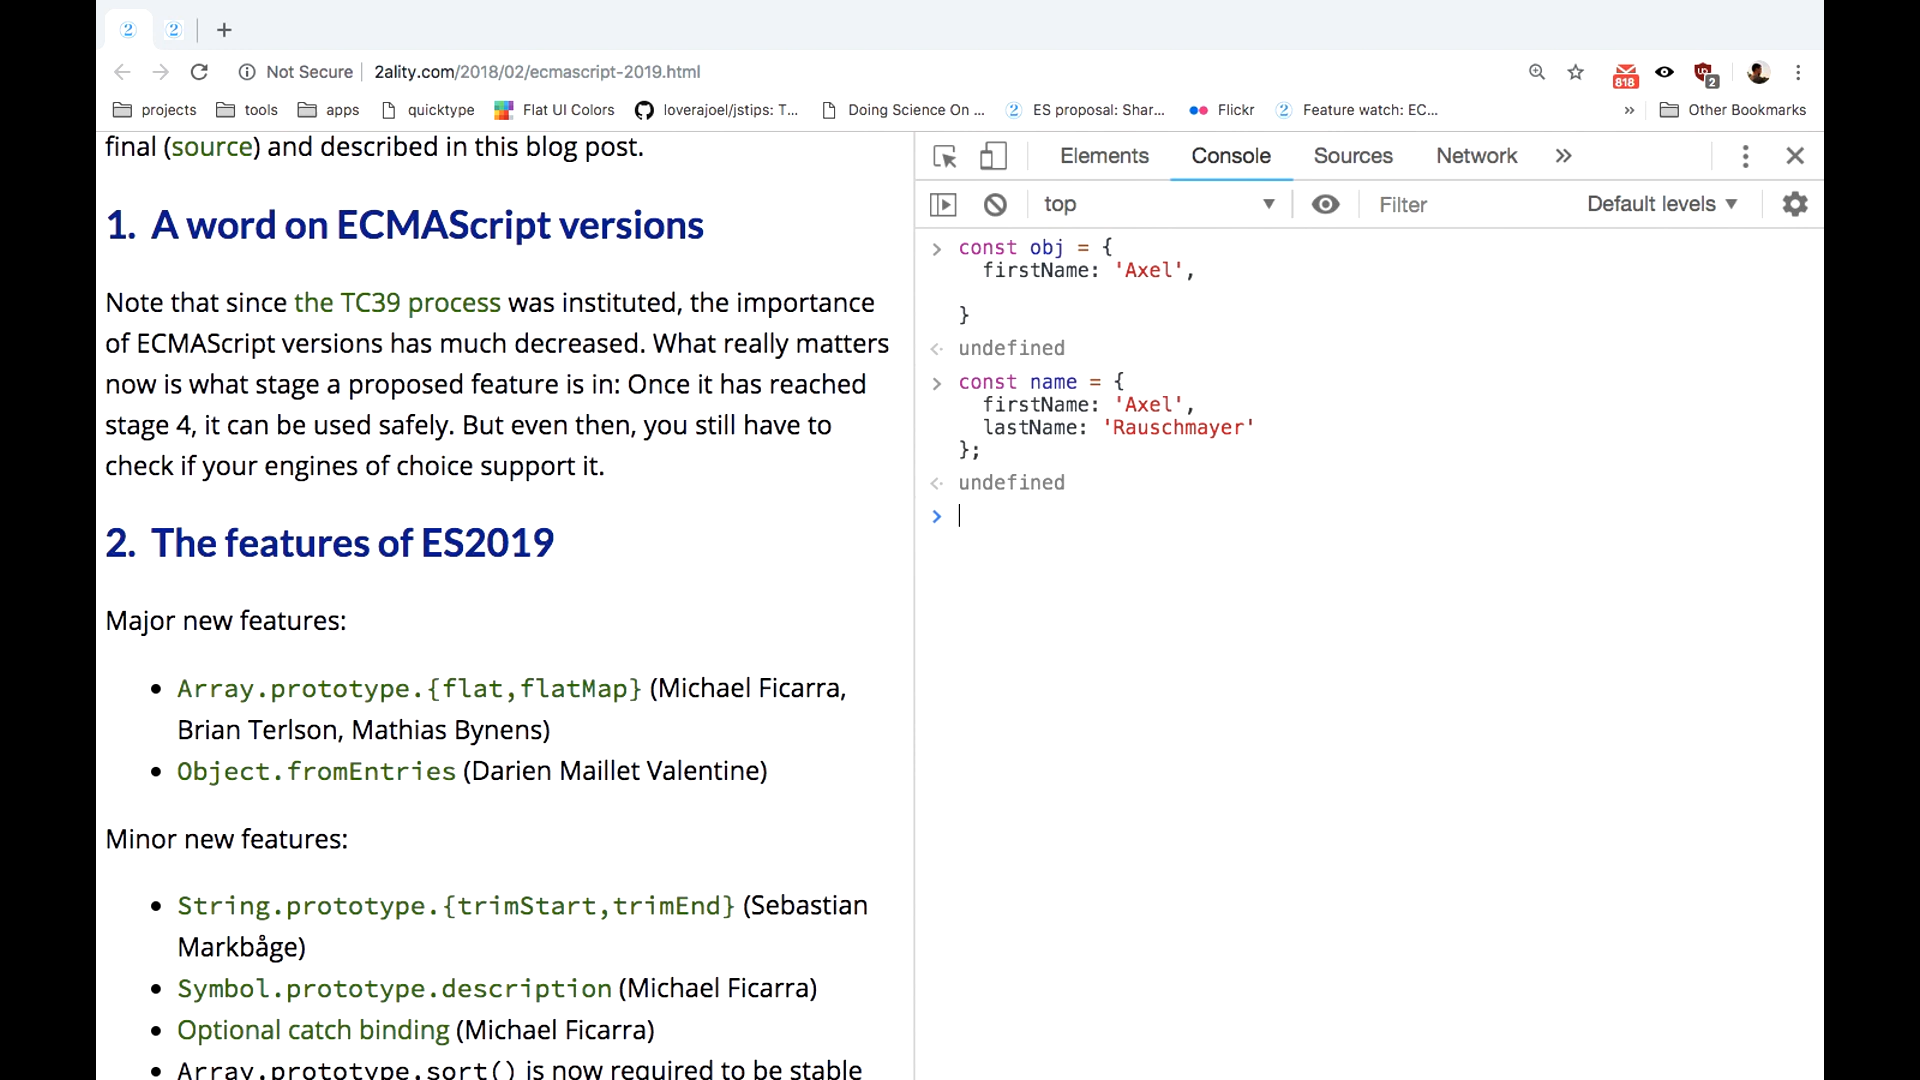 Not Secure | 2ality.com/2018/02/ecmascript-2019.html
818
2
projects tools apps quicktype Flat UI Colors loverajoel/jstips: T... Doing Science On ... ES proposal: Shar... Flickr Feature watch: EC... » Other Bookmarks
final (source) and described in this blog post.
1. A word on ECMAScript versions
Note that since the TC39 process was instituted, the importance
of ECMAScript versions has much decreased. What really matters
now is what stage a proposed feature is in: Once it has reached
stage 4, it can be used safely. But even then, you still have to
check if your engines of choice support it.
2. The features of ES2019
Major new features:
• Array.prototype.{flat,flatMap} (Michael Ficarra,
Brian Terlson, Mathias Bynens)
• Object.fromEntries (Darien Maillet Valentine)
Minor new features:
• String.prototype.{trimStart,trimEnd} (Sebastian
Markbåge)
• Symbol.prototype.description (Michael Ficarra)
• Optional catch binding (Michael Ficarra)
• Array.prototype.sort() is now required to be stable
Elements Console Sources Network »
top Filter Default levels
> const obj = {
firstName: 'Axel',
}
undefined
> const name = {
firstName: 'Axel',
lastName: 'Rauschmayer'
};
undefined
>